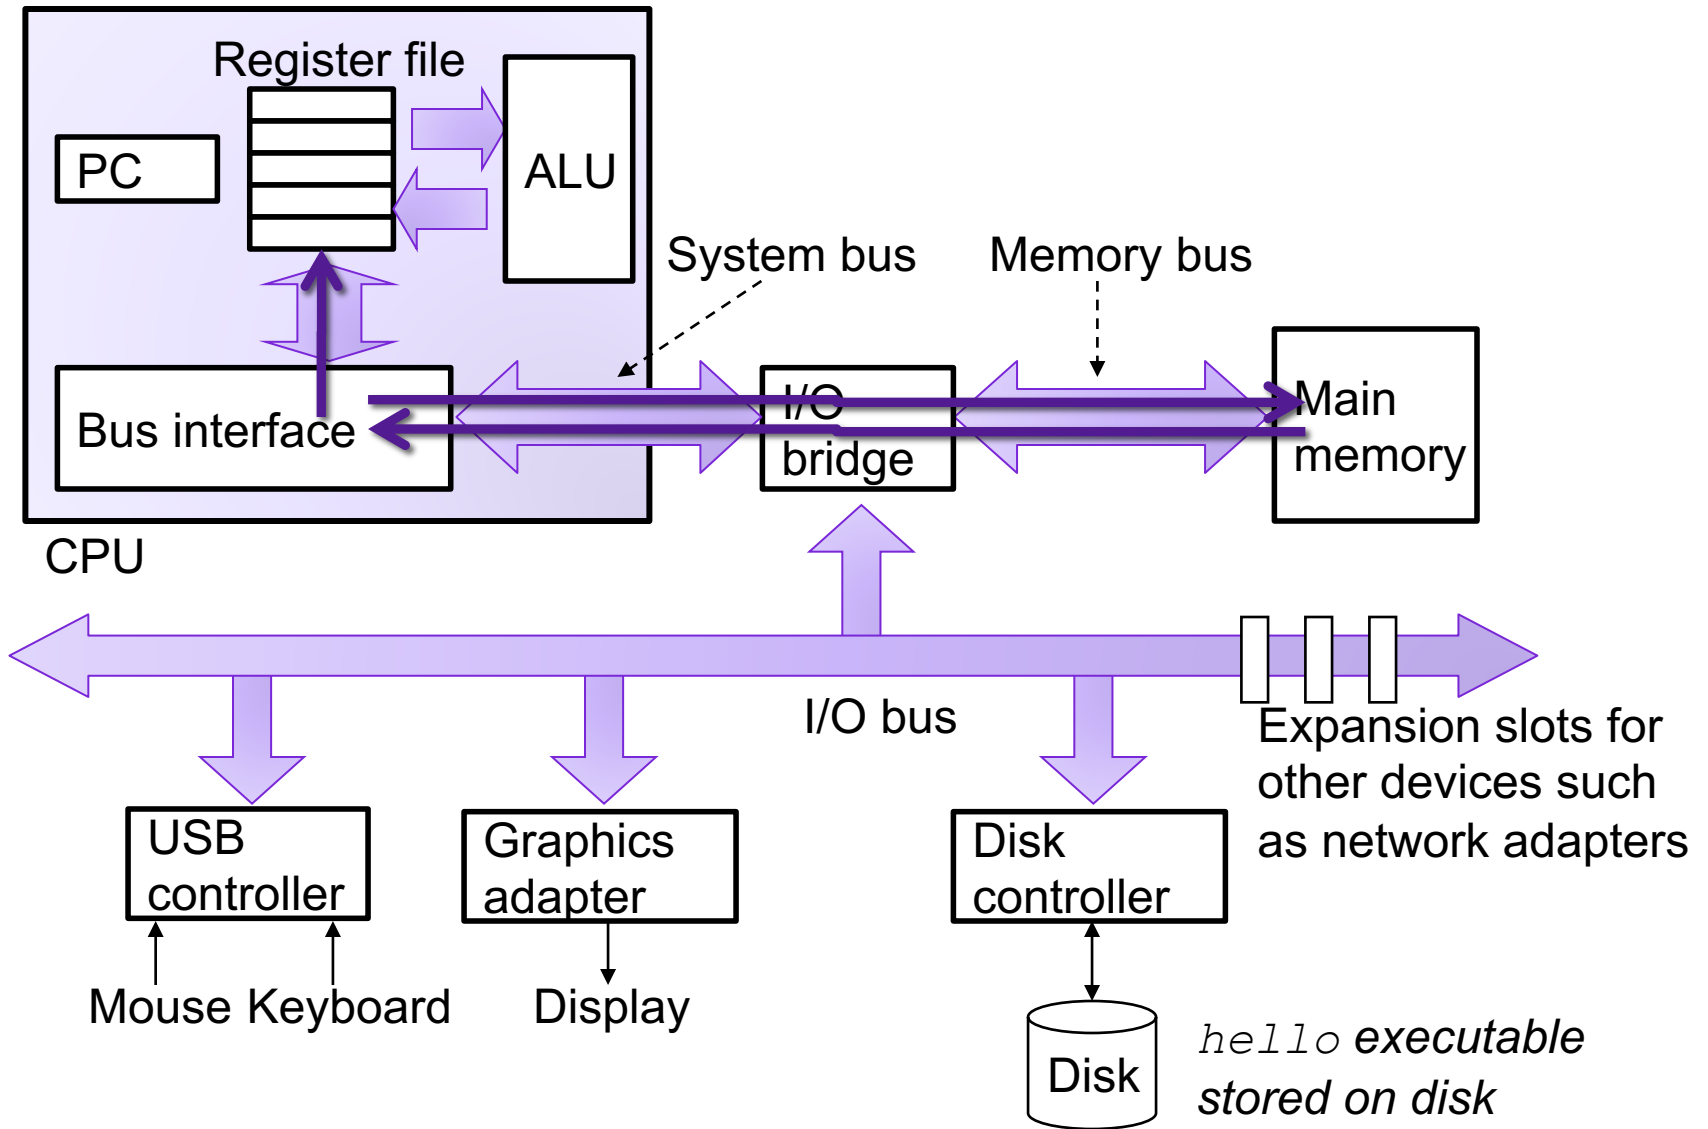 Register file
PC
ALU
System bus
Memory bus
Bus interface
I/O
bridge
Main
memory
CPU
I/O bus
Expansion slots for
other devices such
as network adapters
USB
controller
Graphics
adapter
Disk
controller
Mouse Keyboard
Display
Disk
hello executable
stored on disk